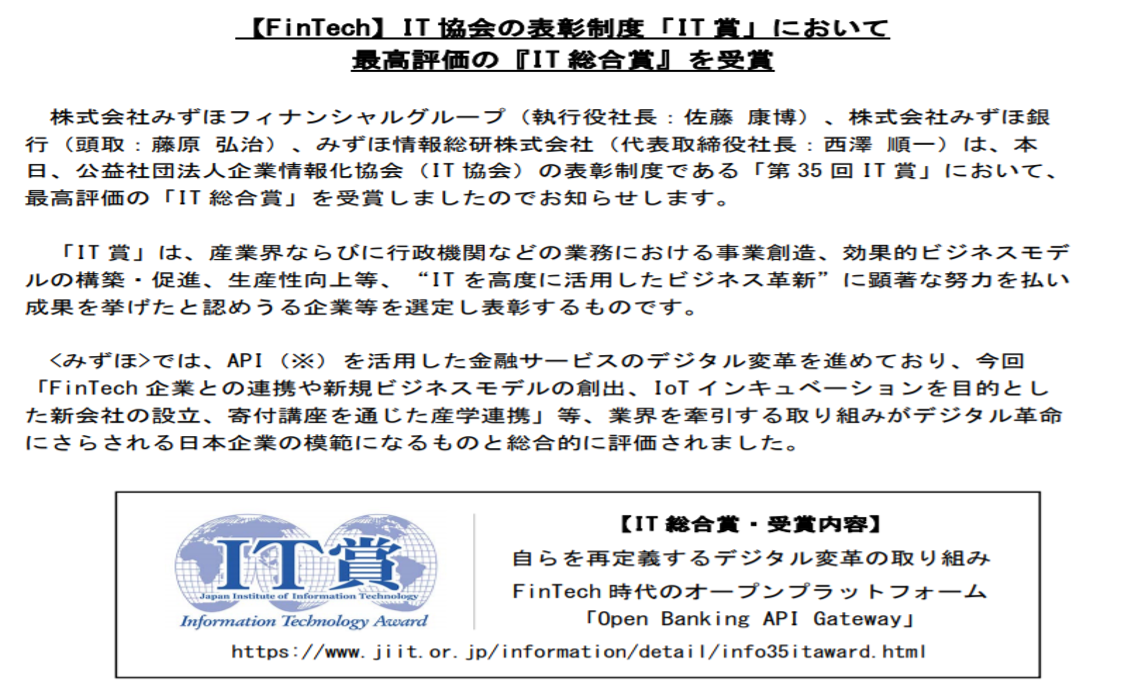 【FinTech】IT 協会の表彰制度「IT 賞」において
最高評価の『IT 総合賞』を受賞
株式会社みずほフィナンシャルグループ（執行役社長：佐藤 康博）、株式会社みずほ銀
行（頭取：藤原 弘治）、みずほ情報総研株式会社（代表取締役社長：西澤 順一）は、本
日、公益社団法人企業情報化協会（IT 協会）の表彰制度である「第 35 回 IT 賞」において、
最高評価の「IT 総合賞」を受賞しましたのでお知らせします。
「IT 賞」は、産業界ならびに行政機関などの業務における事業創造、効果的ビジネスモデ
ルの構築・促進、生産性向上等、“IT を高度に活用したビジネス革新”に顕著な努力を払い
成果を挙げたと認めうる企業等を選定し表彰するものです。
<みずほ>では、API（※）を活用した金融サービスのデジタル変革を進めており、今回
「FinTech 企業との連携や新規ビジネスモデルの創出、IoT インキュベーションを目的とし
た新会社の設立、寄付講座を通じた産学連携」等、業界を牽引する取り組みがデジタル革命
にさらされる日本企業の模範になるものと総合的に評価されました。
IT賞
Japan Institute of Information Technology
Information Technology Award
【IT 総合賞・受賞内容】
自らを再定義するデジタル変革の取り組み
FinTech 時代のオープンプラットフォーム
「Open Banking API Gateway」
https://www.jiit.or.jp/information/detail/info35itaward.html